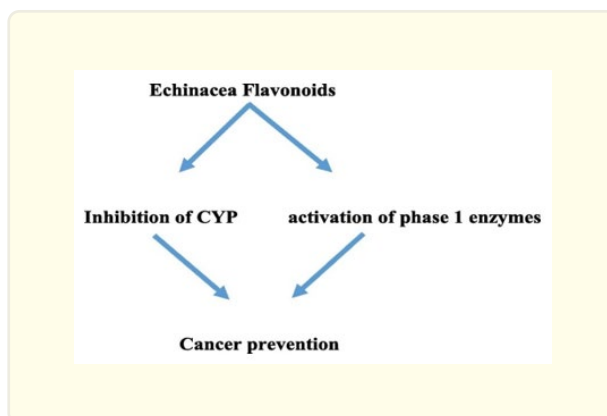 Echinacea Flavonoids
Inhibition of CYP
activation of phase 1 enzymes
Cancer prevention